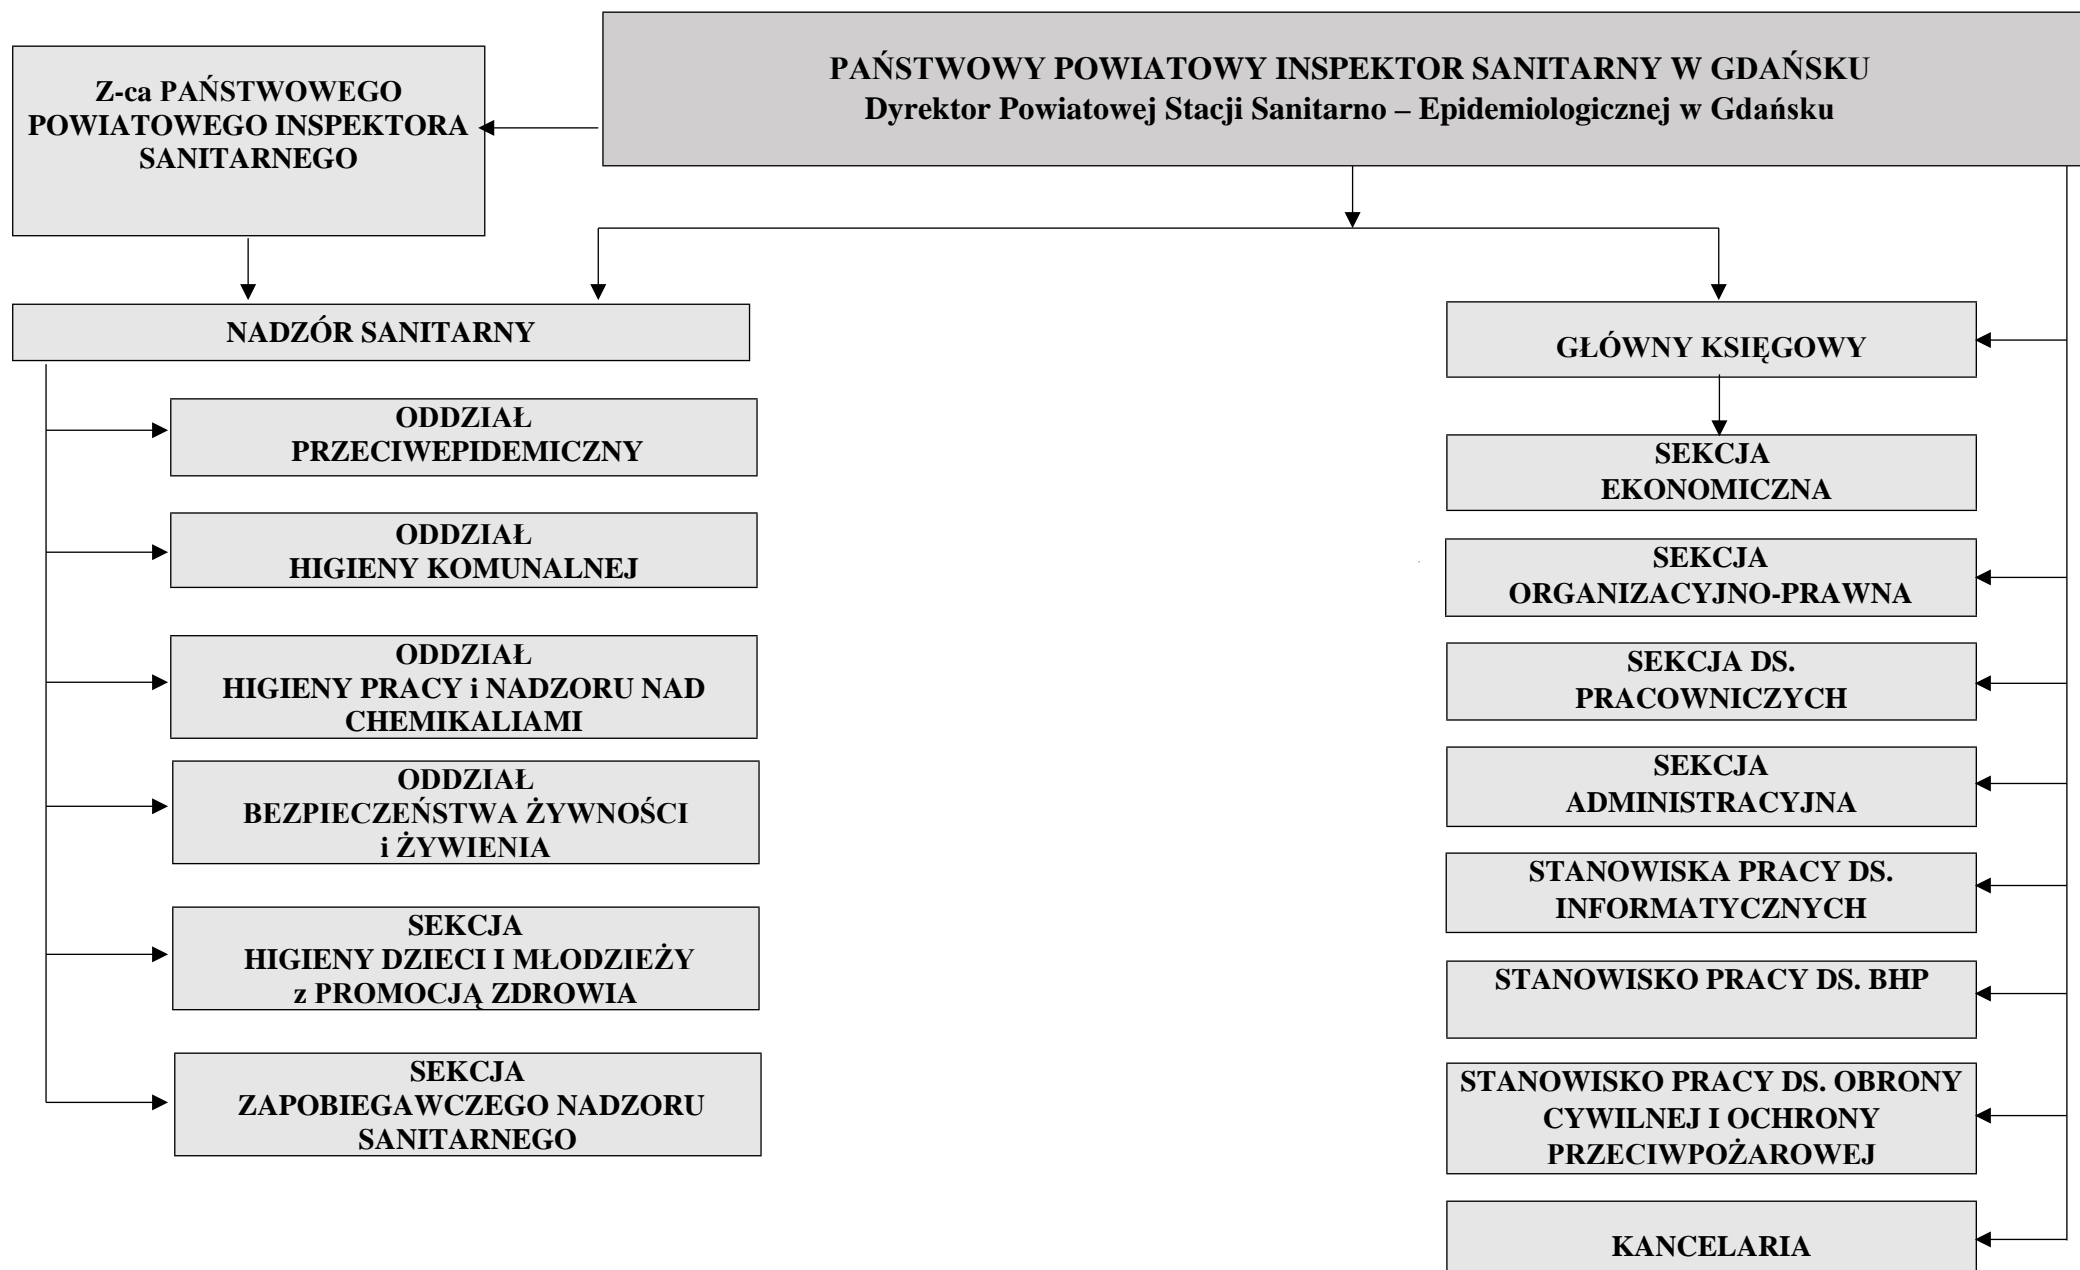 PAŃSTWOWY POWIATOWY INSPEKTOR SANITARNY W GDAŃSKU
Dyrektor Powiatowej Stacji Sanitarno – Epidemiologicznej w Gdańsku
Z-ca PAŃSTWOWEGO
POWIATOWEGO INSPEKTORA
SANITARNEGO
NADZÓR SANITARNY
ODDZIAŁ
PRZECIWEPIDEMICZNY
ODDZIAŁ
HIGIENY KOMUNALNEJ
ODDZIAŁ
HIGIENY PRACY i NADZORU NAD
CHEMIKALIAMI
ODDZIAŁ
BEZPIECZEŃSTWA ŻYWNOŚCI
i ŻYWIENIA
SEKCJA
HIGIENY DZIECI I MŁODZIEŻY
z PROMOCJĄ ZDROWIA
SEKCJA
ZAPOBIEGAWCZEGO NADZORU
SANITARNEGO
GŁÓWNY KSIĘGOWY
SEKCJA
EKONOMICZNA
SEKCJA
ORGANIZACYJNO-PRAWNA
SEKCJA DS.
PRACOWNICZYCH
SEKCJA
ADMINISTRACYJNA
STANOWISKA PRACY DS.
INFORMATYCZNYCH
STANOWISKO PRACY DS. BHP
STANOWISKO PRACY DS. OBRONY
CYWILNEJ I OCHRONY
PRZECIWPOŻAROWEJ
KANCELARIA